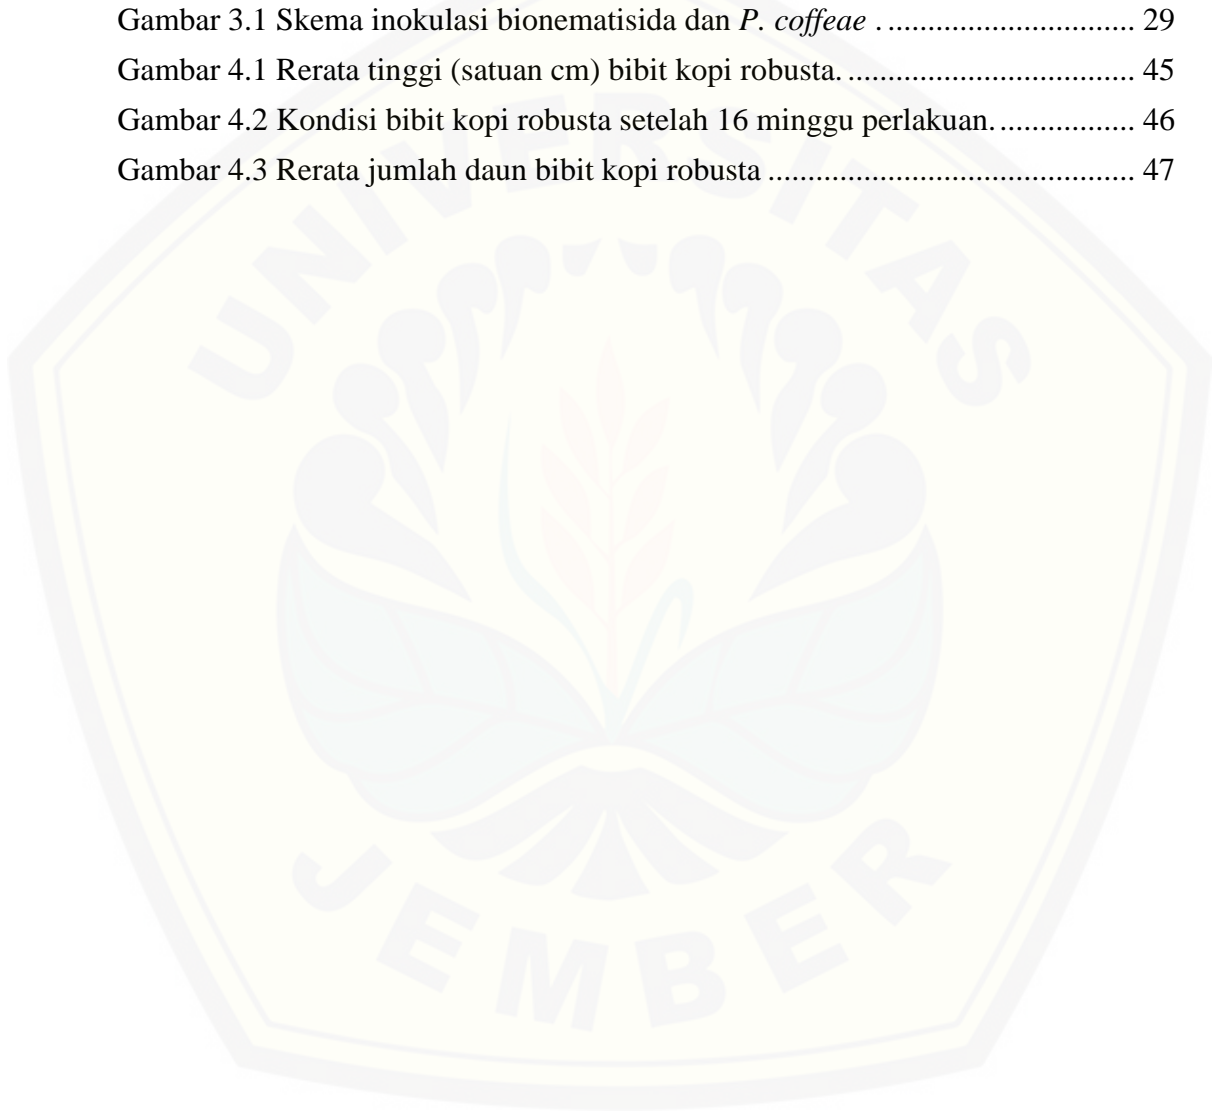 Gambar 3.1 Skema inokulasi bionematisida dan P. coffeae . ............................ 29
Gambar 4.1 Rerata tinggi (satuan cm) bibit kopi robusta. ................................ 45
Gambar 4.2 Kondisi bibit kopi robusta setelah 16 minggu perlakuan. ............... 46
Gambar 4.3 Rerata jumlah daun bibit kopi robusta ......................................... 47
UNIVERSITAS
JEMBER